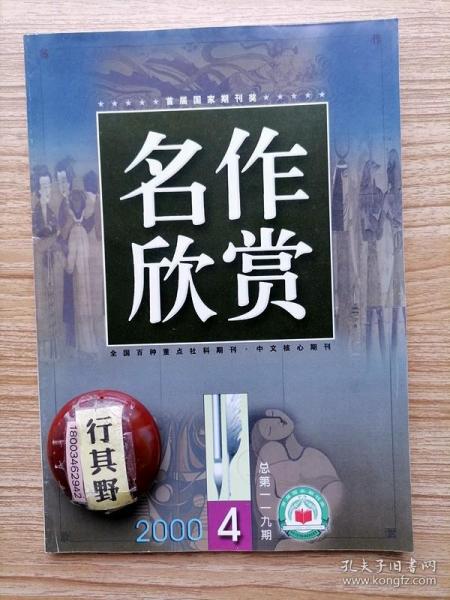 首届国家期刊奖
名作
欣赏
全国百种重点社科期刊·中文核心期刊
行其野
18003462942
2000
4
总第一一九期
孔夫子旧书网
www.kongfz.com